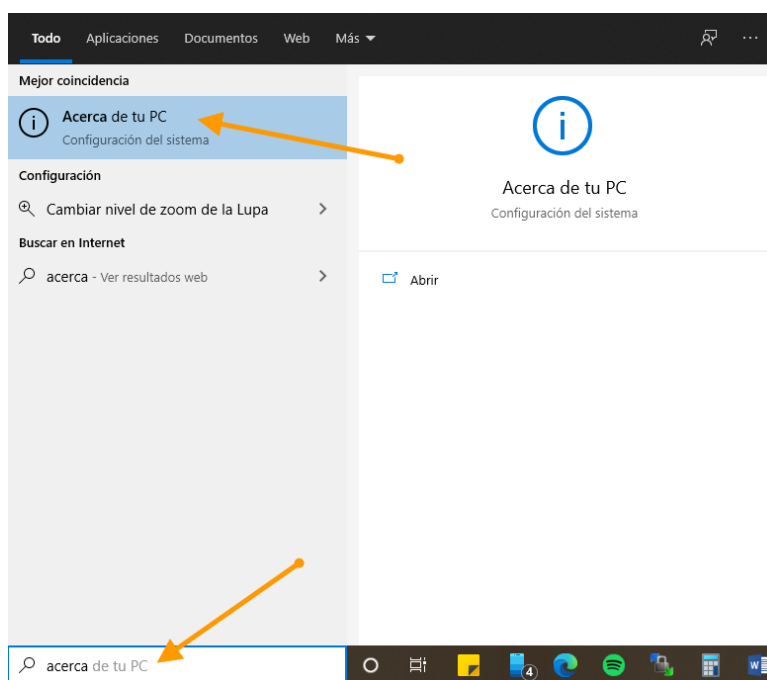 Todo Aplicaciones Documentos Web Más
Mejor coincidencia
Acerca de tu PC
Configuración del sistema
Configuración
Cambiar nivel de zoom de la Lupa
Buscar en Internet
acerca - Ver resultados web
Acerca de tu PC
Configuración del sistema
Abrir
acerca de tu PC
4
W